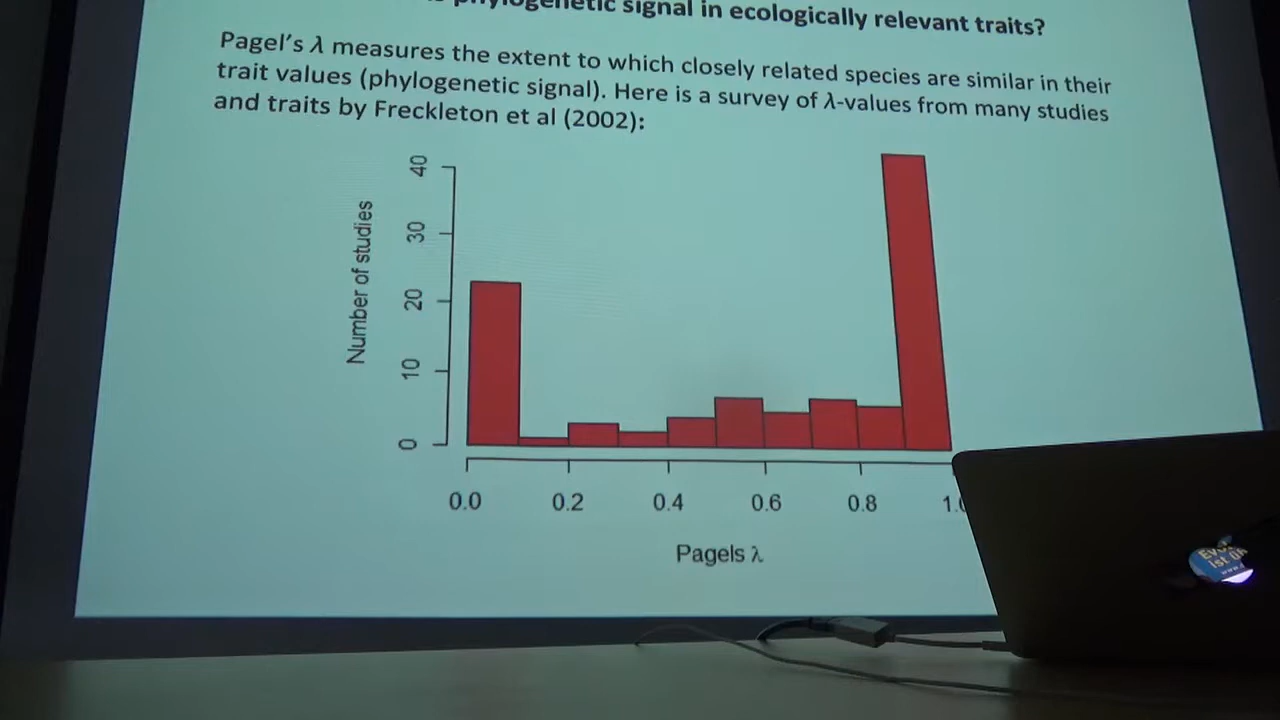 phylogenetic signal in ecologically relevant traits?
Pagel's λ measures the extent to which closely related species are similar in their
trait values (phylogenetic signal). Here is a survey of λ-values from many studies
and traits by Freckleton et al (2002):
Number of studies
40
30
20
10
0
0.0 0.2 0.4 0.6 0.8
Pagels λ